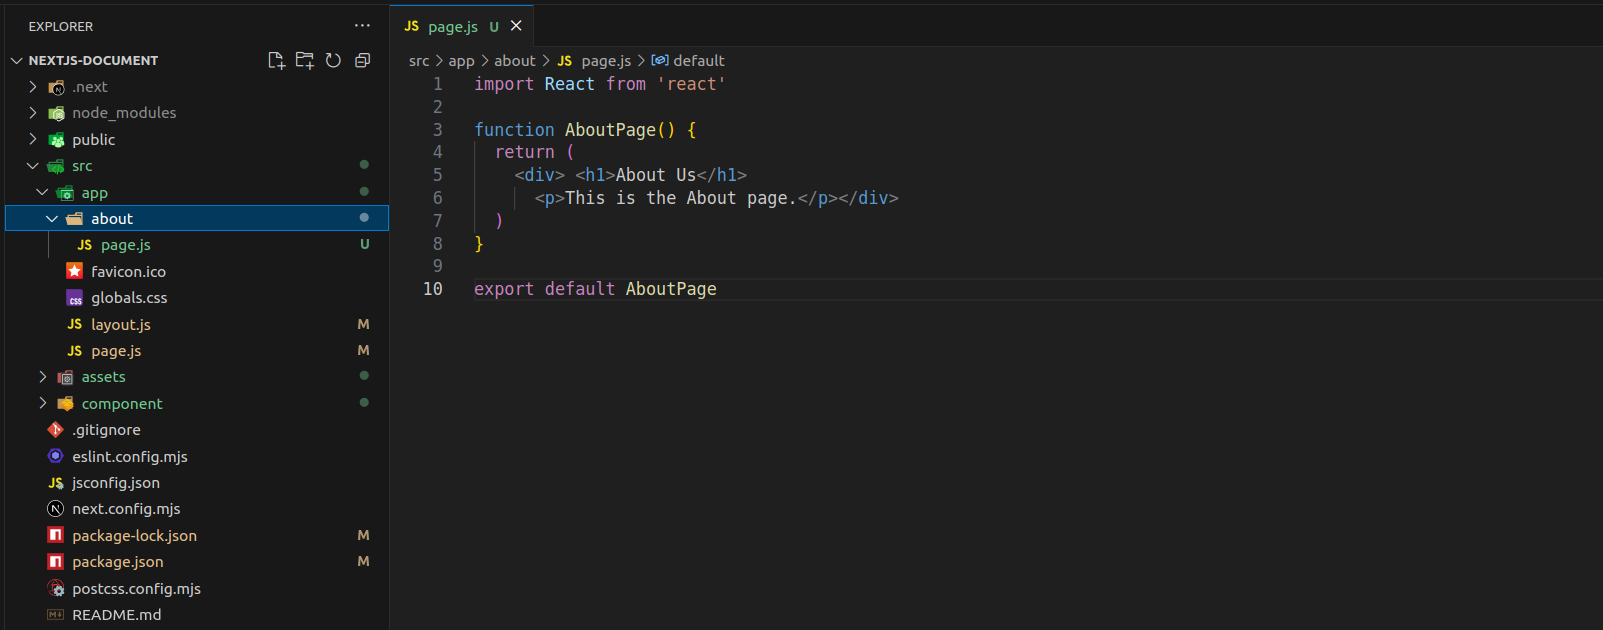 EXPLORER
NEXTJS-DOCUMENT
.next
node_modules
public
src
app
about
JS page.js U
favicon.ico
globals.css
JS layout.js M
JS page.js M
assets
component
.gitignore
eslint.config.mjs
JS jsconfig.json
next.config.mjs
package-lock.json M
package.json M
postcss.config.mjs
README.md
JS page.js U
src > app > about > JS page.js > default
1 import React from 'react'
2
3 function AboutPage() {
4 return (
5 <div> <h1>About Us</h1>
6 <p>This is the About page.</p></div>
7 )
8 }
9
10 export default AboutPage